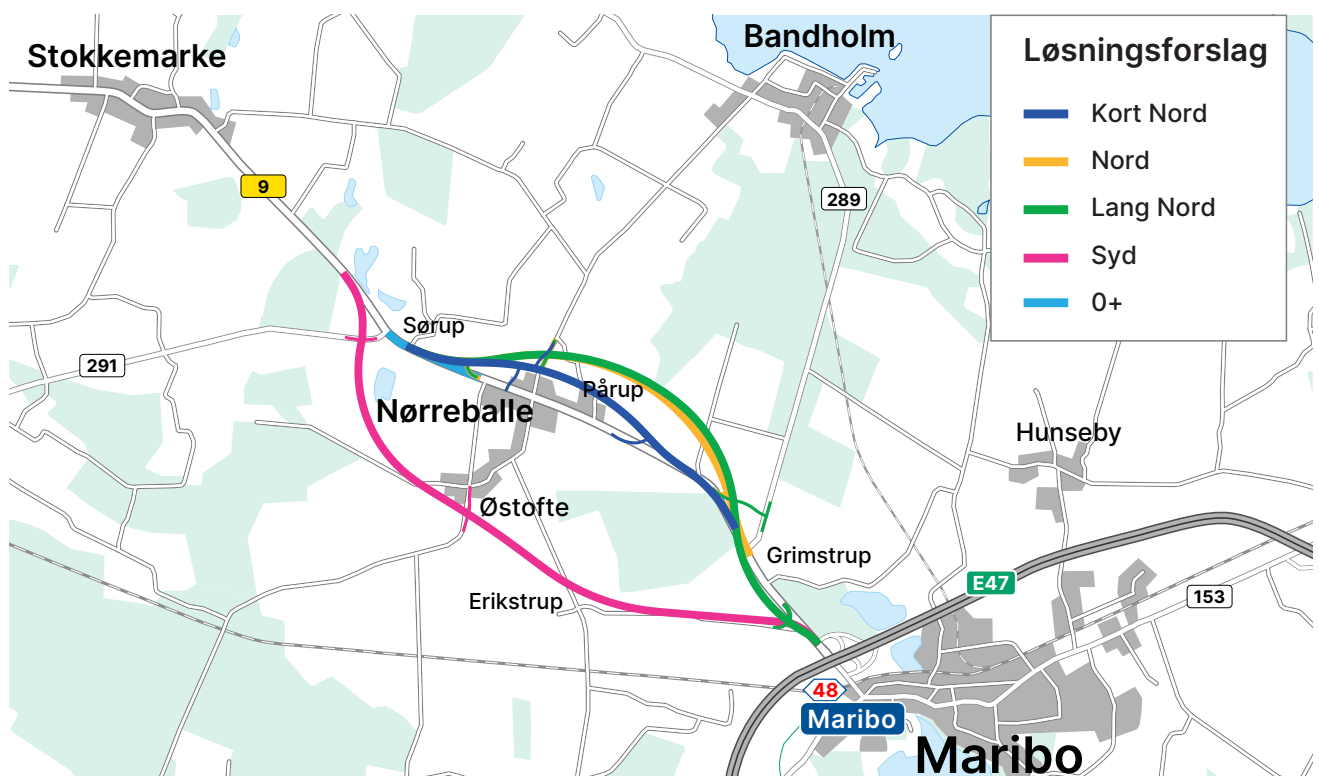 Stokkemarke
Bandholm
Løsningsforslag
Kort Nord
Nord
Lang Nord
Syd
0+
9
289
Sørup
291
Pårup
Nørreballe
Hunseby
Østofte
Grimstrup
E47
153
Erikstrup
48
Maribo
Maribo